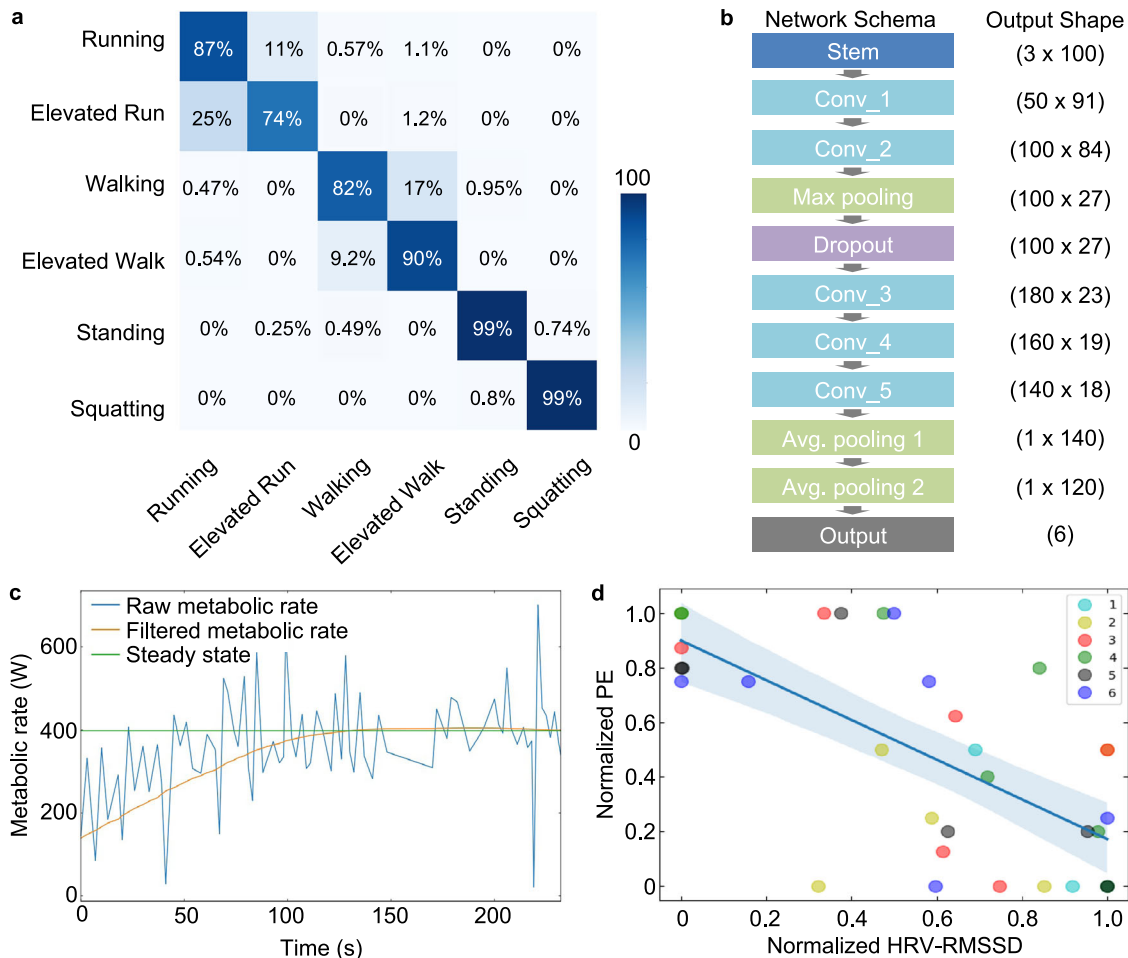 a
Running
87% 11% 0.57% 1.1% 0% 0%
Elevated Run
25% 74% 0% 1.2% 0% 0%
Walking
0.47% 0% 82% 17% 0.95% 0%
Elevated Walk
0.54% 0% 9.2% 90% 0% 0%
Standing
0% 0.25% 0.49% 0% 99% 0.74%
Squatting
0% 0% 0% 0% 0.8% 99%
Running Elevated Run Walking Elevated Walk Standing Squatting
100
0
b
Network Schema Output Shape
Stem (3 x 100)
Conv_1 (50 x 91)
Conv_2 (100 x 84)
Max pooling (100 x 27)
Dropout (100 x 27)
Conv_3 (180 x 23)
Conv_4 (160 x 19)
Conv_5 (140 x 18)
Avg. pooling 1 (1 x 140)
Avg. pooling 2 (1 x 120)
Output (6)
c
Raw metabolic rate
Filtered metabolic rate
Steady state
Metabolic rate (W)
600
400
200
0
0 50 100 150 200
Time (s)
d
Normalized PE
1.0
0.8
0.6
0.4
0.2
0
0 0.2 0.4 0.6 0.8 1.0
Normalized HRV-RMSSD
1
2
3
4
5
6